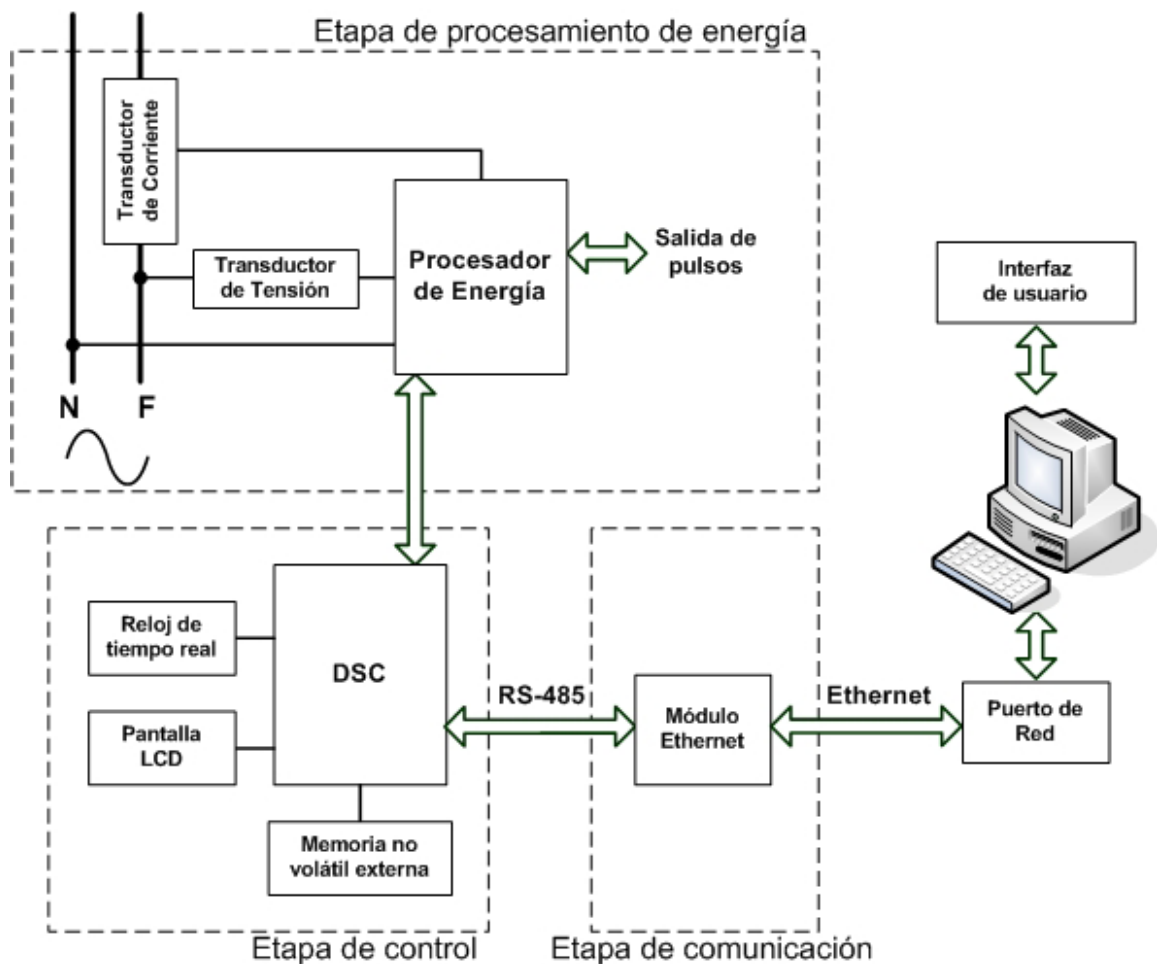 Etapa de procesamiento de energía
Transductor
de Corriente
Transductor
de Tensión
Procesador
de Energía
Salida de
pulsos
N
F
Interfaz
de usuario
Reloj de
tiempo real
DSC
Pantalla
LCD
Memoria no
volátil externa
RS-485
Módulo
Ethernet
Ethernet
Puerto de
Red
Etapa de control
Etapa de comunicación